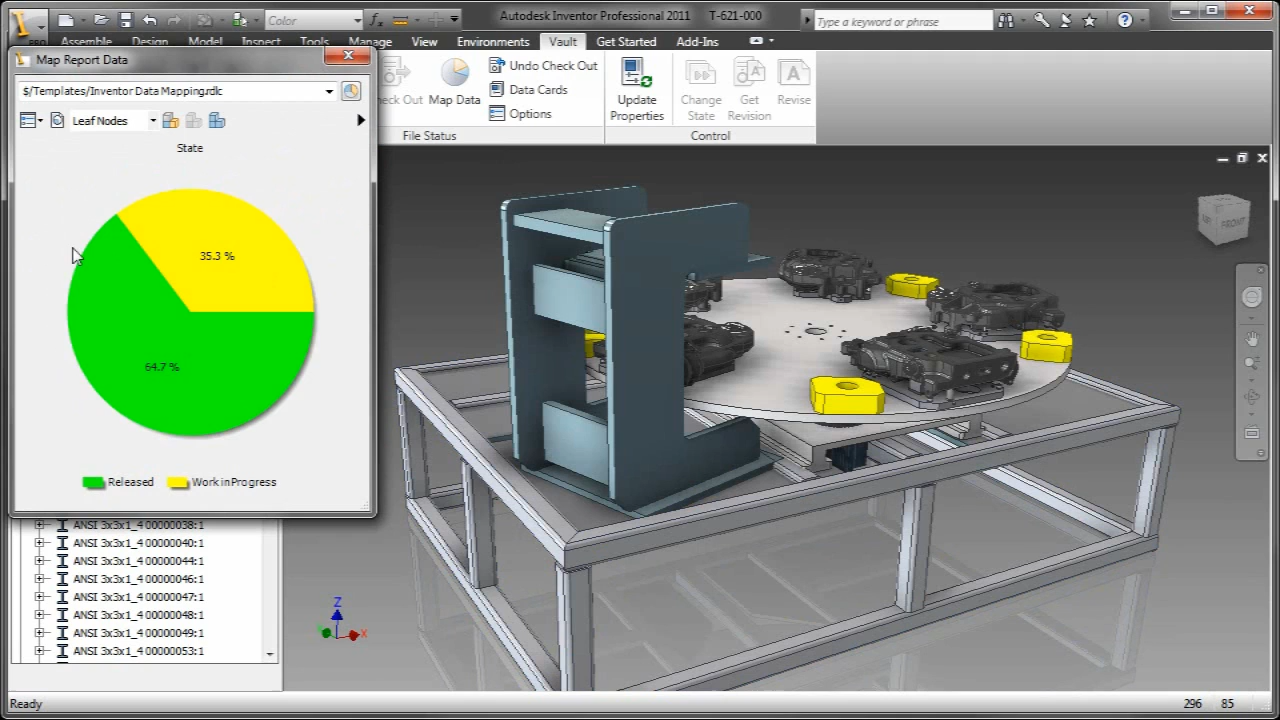 Color
Autodesk Inventor Professional 2011 T-621-000
Type a keyword or phrase
PRO
Assemble Design Model Inspect Tools Manage View Environments Vault Get Started Add-Ins
Map Report Data
$/Templates/Inventor Data Mapping.rdlc
Leaf Nodes
State
35.3 %
64.7 %
Released Work in Progress
eck Out
Map Data
Undo Check Out
Data Cards
Options
File Status
Update
Properties
Change
State
Get
Revision
Revise
Control
FRONT
ANSI 3x3x1_4 00000038:1
ANSI 3x3x1_4 00000040:1
ANSI 3x3x1_4 00000044:1
ANSI 3x3x1_4 00000046:1
ANSI 3x3x1_4 00000047:1
ANSI 3x3x1_4 00000048:1
ANSI 3x3x1_4 00000049:1
ANSI 3x3x1_4 00000053:1
Z
X
Ready
296 85